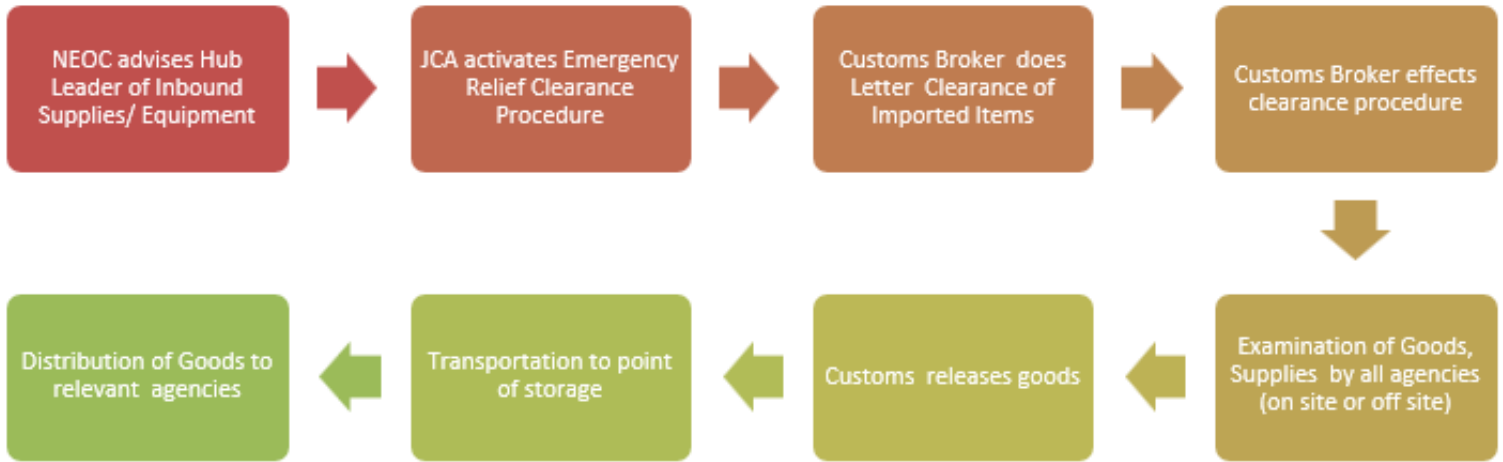 NEOC advises Hub
Leader of Inbound
Supplies/ Equipment
JCA activates Emergency
Relief Clearance
Procedure
Customs Broker does
Letter Clearance of
Imported Items
Customs Broker effects
clearance procedure
Examination of Goods,
Supplies by all agencies
(on site or off site)
Customs releases goods
Transportation to point
of storage
Distribution of Goods to
relevant agencies